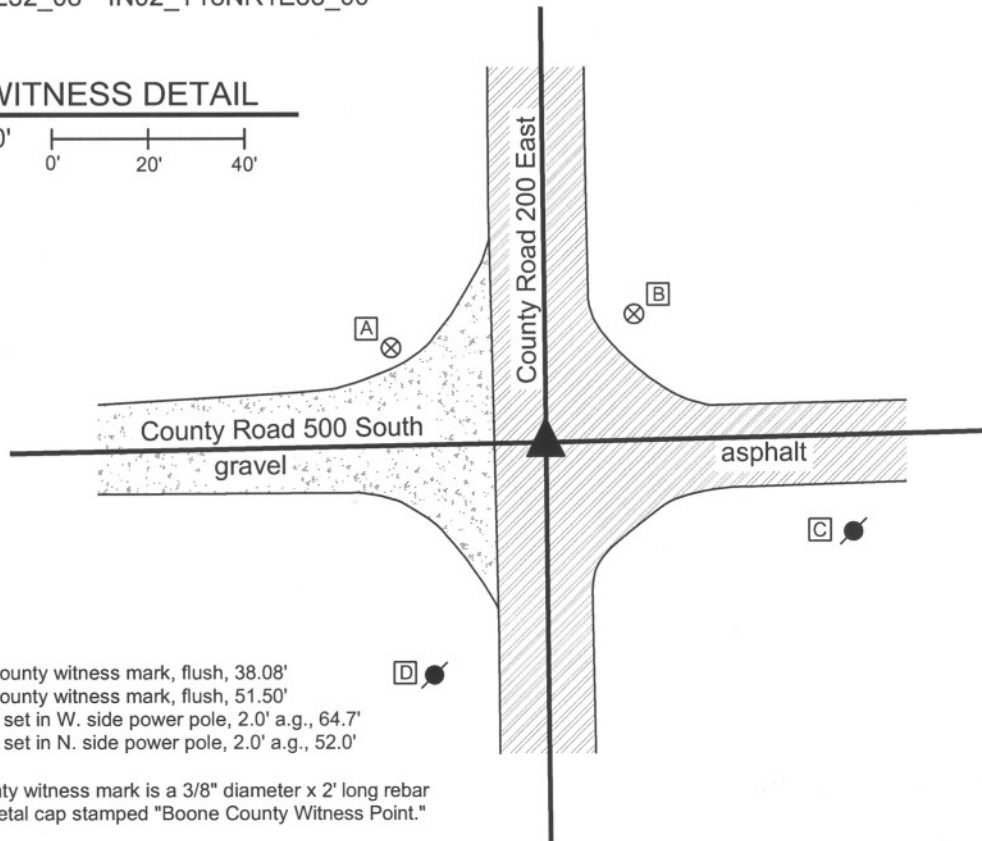 WITNESS DETAIL
0' 20' 40'
County Road 200 East
B
A
County Road 500 South
gravel
asphalt
C
D
county witness mark, flush, 38.08'
county witness mark, flush, 51.50'
set in W. side power pole, 2.0' a.g., 64.7'
set in N. side power pole, 2.0' a.g., 52.0'
witness mark is a 3/8" diameter x 2' long rebar
cap stamped "Boone County Witness Point."